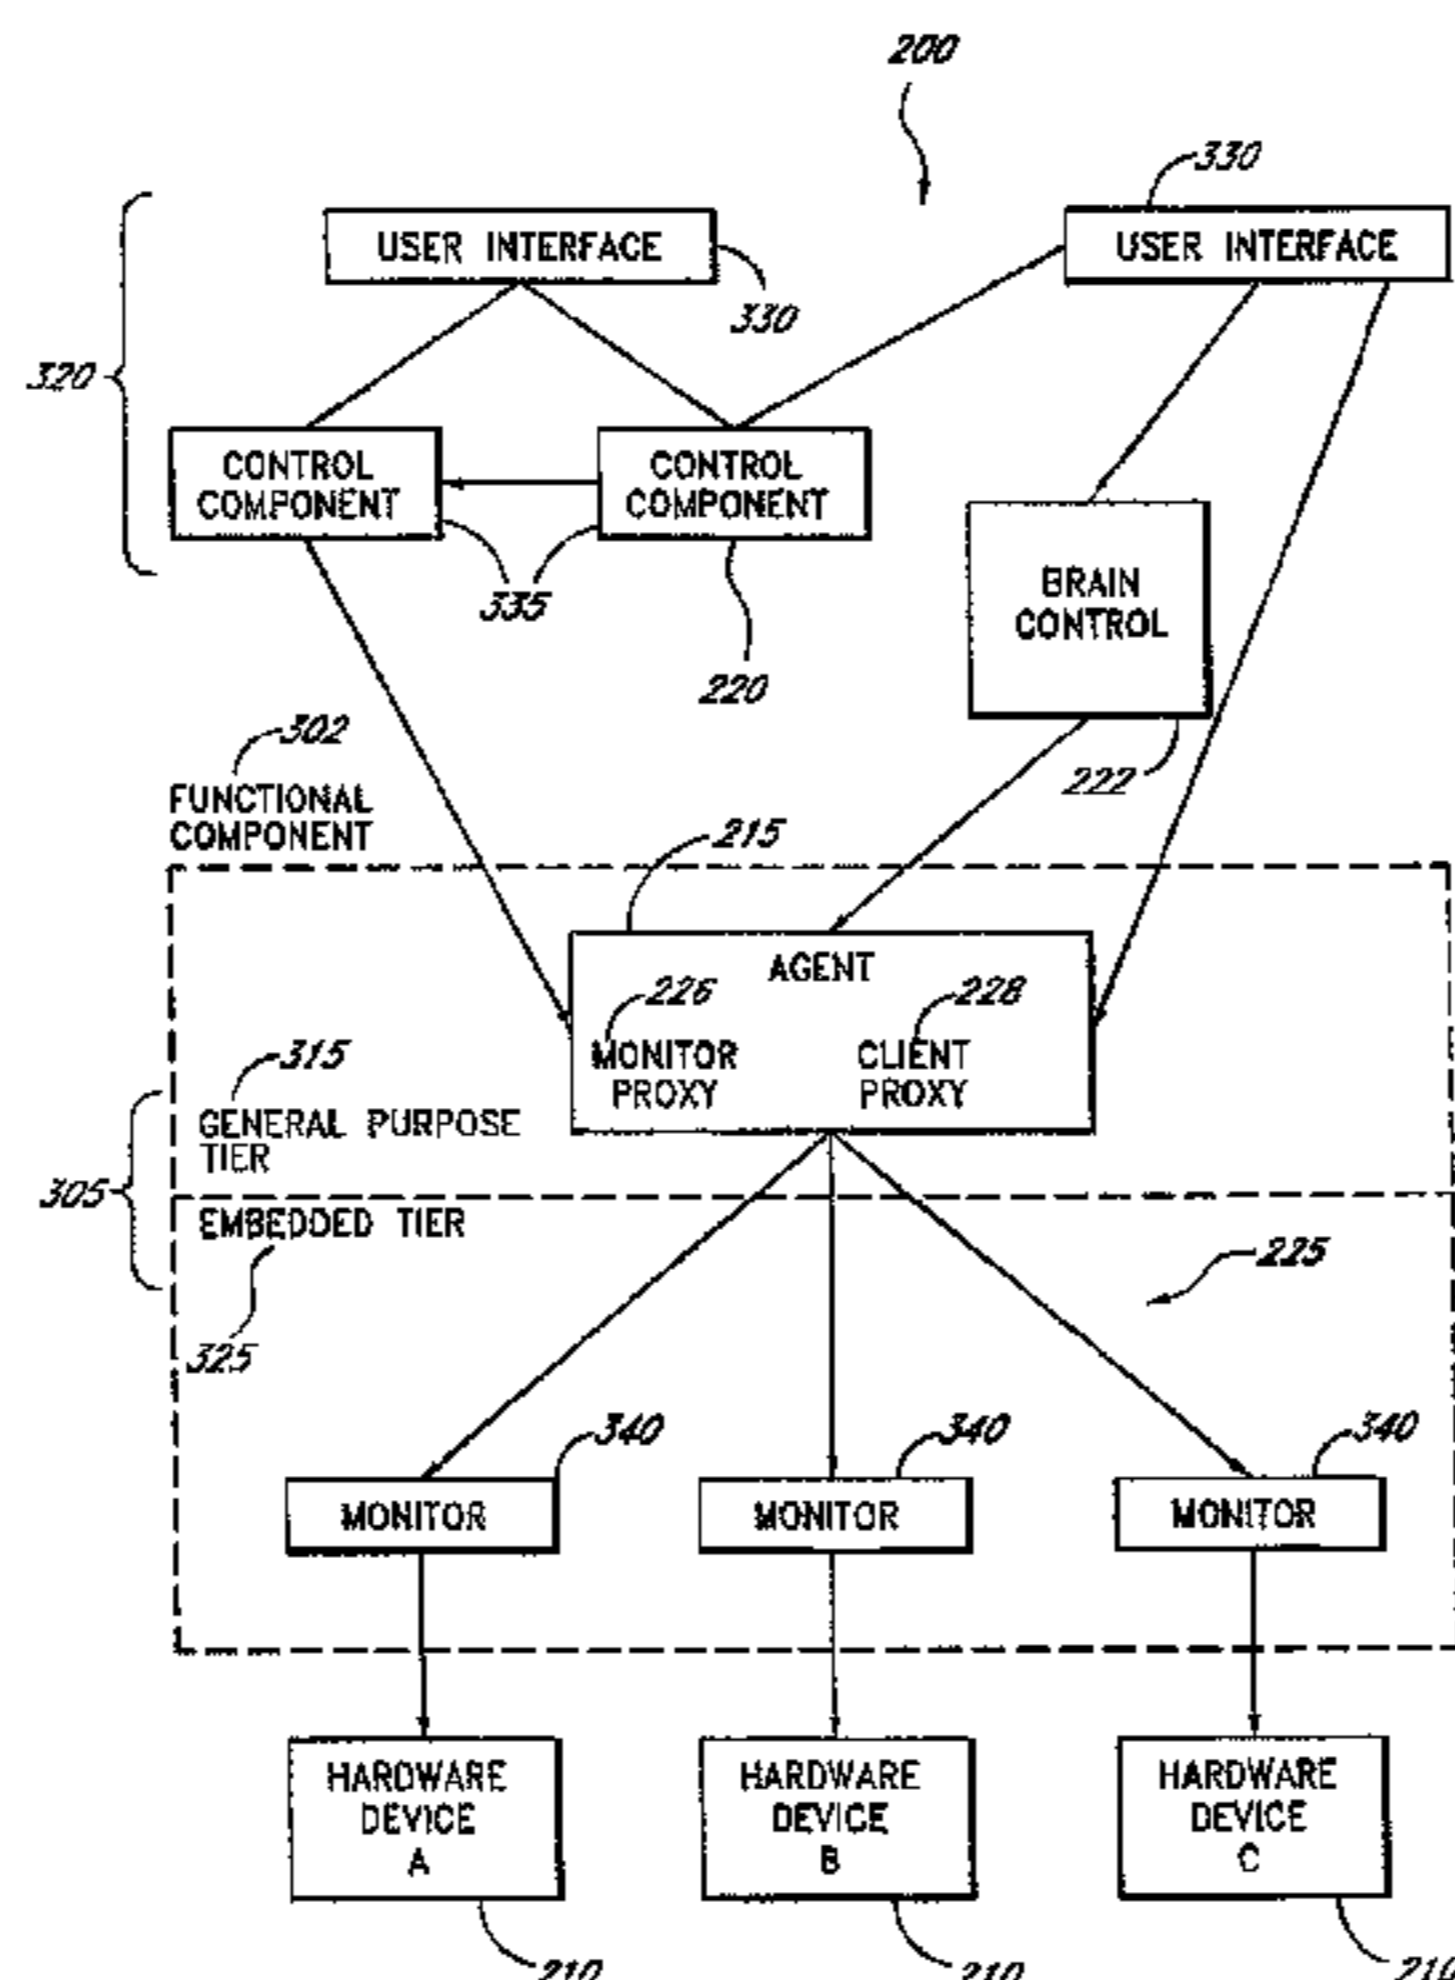 200
330
USER INTERFACE
USER INTERFACE
330
320
CONTROL
COMPONENT
CONTROL
COMPONENT
335
BRAIN
CONTROL
220
302
222
FUNCTIONAL
COMPONENT
215
AGENT
226
228
MONITOR
PROXY
CLIENT
PROXY
315
GENERAL PURPOSE
TIER
305
EMBEDDED TIER
225
325
340
340
340
MONITOR
MONITOR
MONITOR
HARDWARE
DEVICE
A
HARDWARE
DEVICE
B
HARDWARE
DEVICE
C
210
210
210